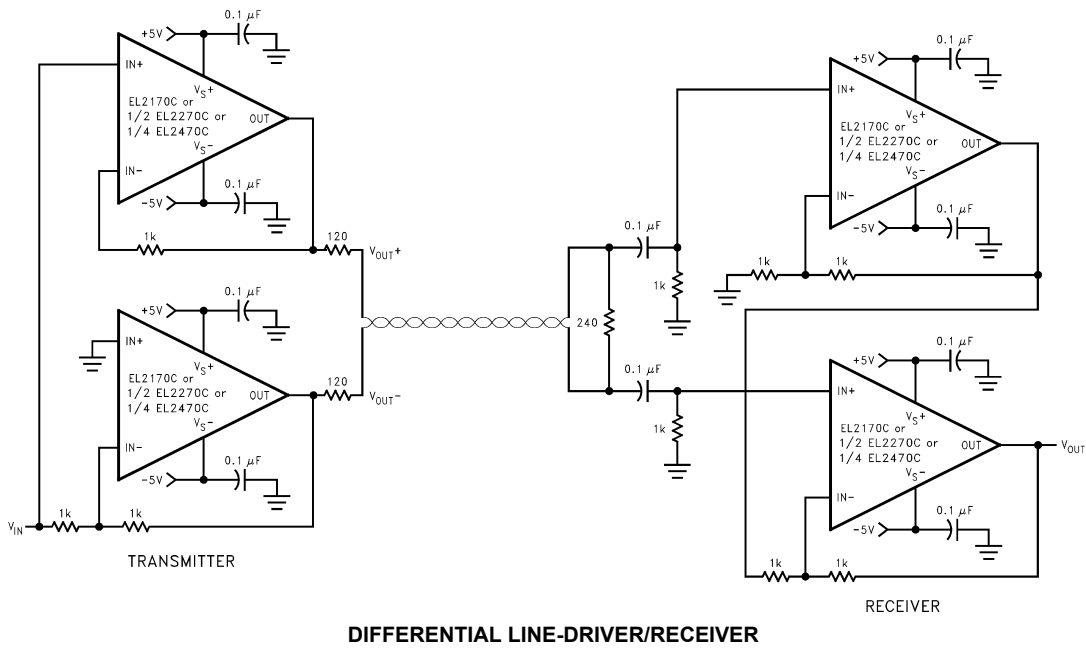 +5V
0.1 μF
IN+
VS+
EL2170C or
1/2 EL2270C or
1/4 EL2470C
OUT
VS-
IN-
-5V
0.1 μF
1k
120
VOUT+
+5V
0.1 μF
IN+
VS+
EL2170C or
1/2 EL2270C or
1/4 EL2470C
OUT
VS-
IN-
-5V
0.1 μF
120
VOUT-
VIN
1k
1k
TRANSMITTER
240
0.1 μF
1k
0.1 μF
1k
+5V
0.1 μF
IN+
VS+
EL2170C or
1/2 EL2270C or
1/4 EL2470C
OUT
VS-
IN-
-5V
0.1 μF
1k
1k
+5V
0.1 μF
IN+
VS+
EL2170C or
1/2 EL2270C or
1/4 EL2470C
OUT
VOUT
VS-
IN-
-5V
0.1 μF
1k
1k
RECEIVER
DIFFERENTIAL LINE-DRIVER/RECEIVER